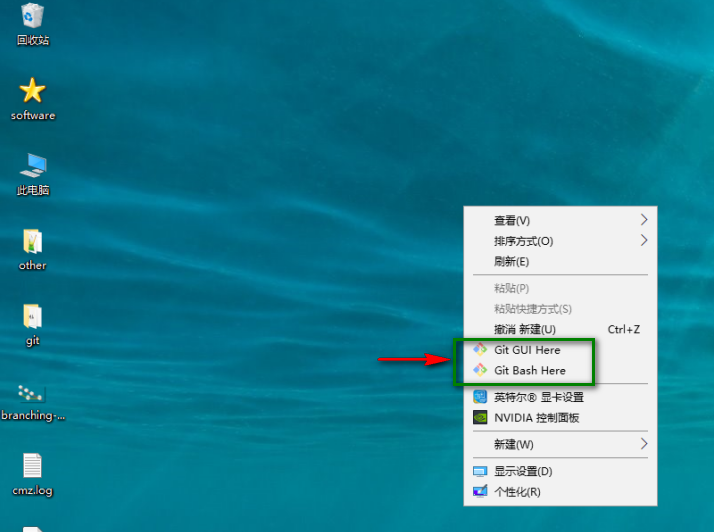 回收站
software
此电脑
other
git
branching-...
cmz.log
查看(V)
排序方式(O)
刷新(E)
粘贴(P)
粘贴快捷方式(S)
撤消 新建(U) Ctrl+Z
Git GUI Here
Git Bash Here
英特尔® 显卡设置
NVIDIA 控制面板
新建(W)
显示设置(D)
个性化(R)